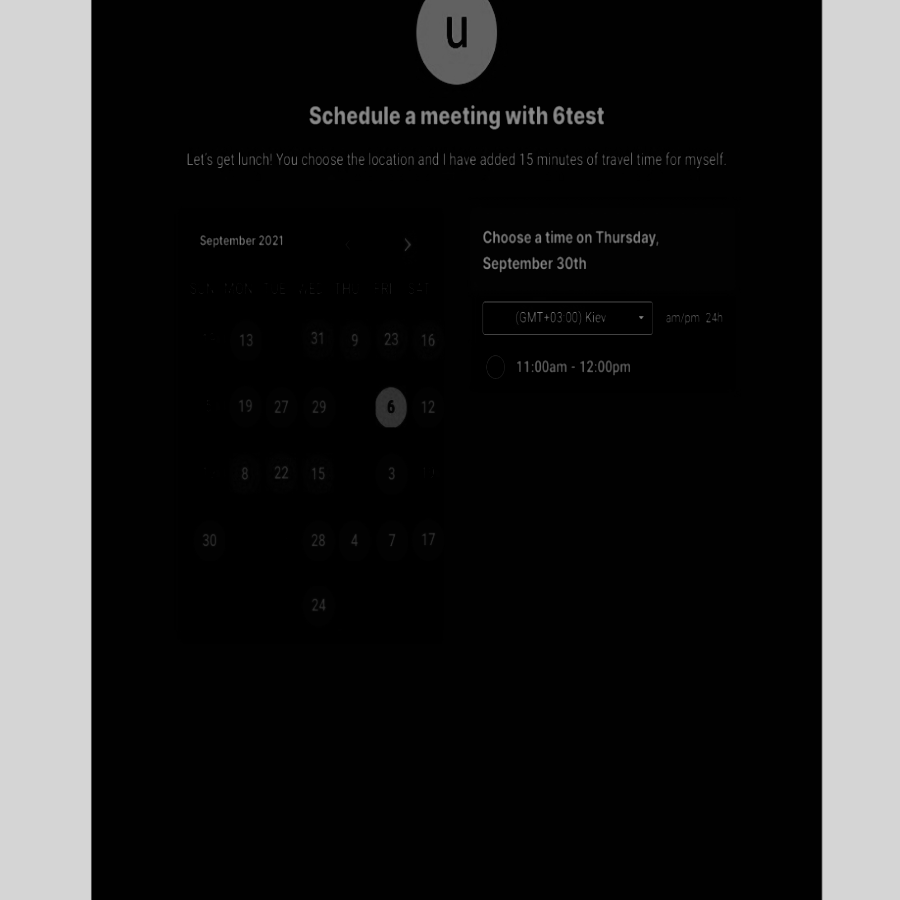 u
Schedule a meeting with 6test
Let's get lunch! You choose the location and I have added 15 minutes of travel time for myself.
September 2021
SUN MON TUE WED THU FRI SAT
13 31 9 23 16
19 27 29 6 12
8 22 15 3 11
30 28 4 7 17
24
Choose a time on Thursday,
September 30th
(GMT+03:00) Kiev am/pm 24h
11:00am - 12:00pm